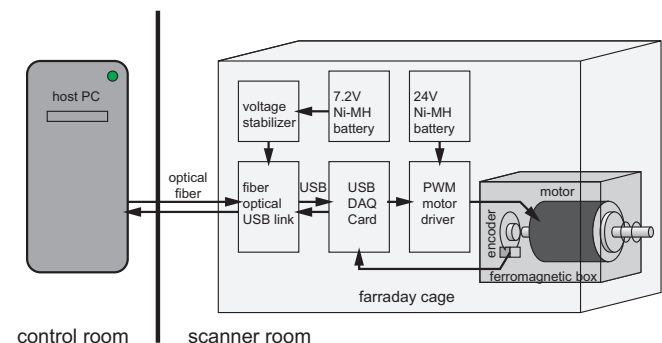 host PC
optical
fiber
voltage
stabilizer
7.2V
Ni-MH
battery
24V
Ni-MH
battery
fiber
optical
USB link
USB
USB
DAQ
Card
PWM
motor
driver
motor
encoder
ferromagnetic box
farraday cage
control room
scanner room